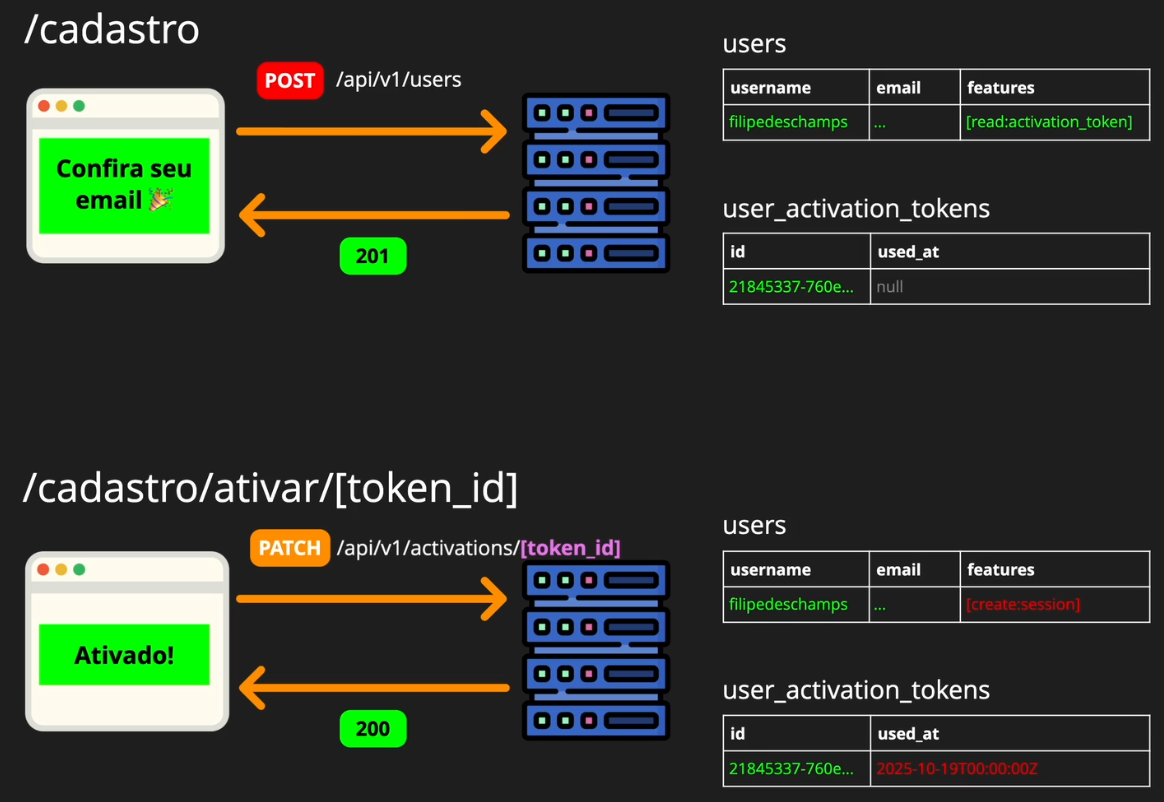 /cadastro
POST /api/v1/users
Confira seu
email 🎉
201
users
username email features
filipedeschamps ... [read:activation_token]
user_activation_tokens
id used_at
21845337-760e... null
/cadastro/ativar/[token_id]
PATCH /api/v1/activations/[token_id]
Ativado!
200
users
username email features
filipedeschamps ... [create:session]
user_activation_tokens
id used_at
21845337-760e... 2025-10-19T00:00:00Z